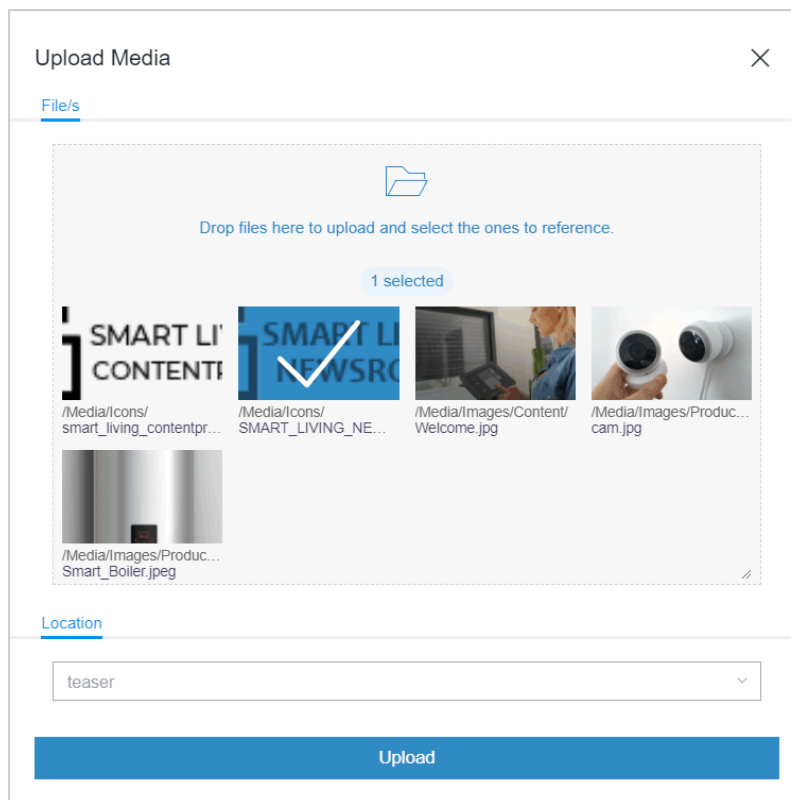 Upload Media
File/s
Drop files here to upload and select the ones to reference.
1 selected
SMART LI
CONTENT
SMART LI
NEWSRO
/Media/Icons/
smart_living_contentpr...
/Media/Icons/
SMART_LIVING_NE...
/Media/Images/Content/
Welcome.jpg
/Media/Images/Produc...
cam.jpg
/Media/Images/Produc...
Smart_Boiler.jpeg
Location
teaser
Upload